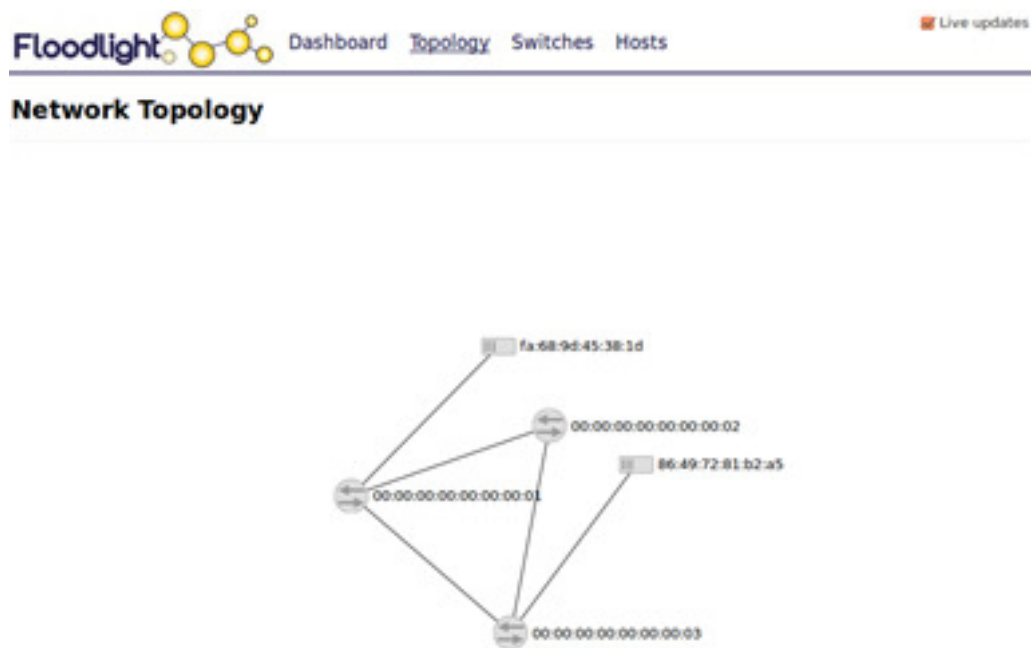 Floodlight Dashboard Topology Switches Hosts
Live updates
Network Topology
fa:68:9d:45:38:1d
00:00:00:00:00:00:00:02
86:49:72:81:b2:a5
00:00:00:00:00:00:00:01
00:00:00:00:00:00:00:03